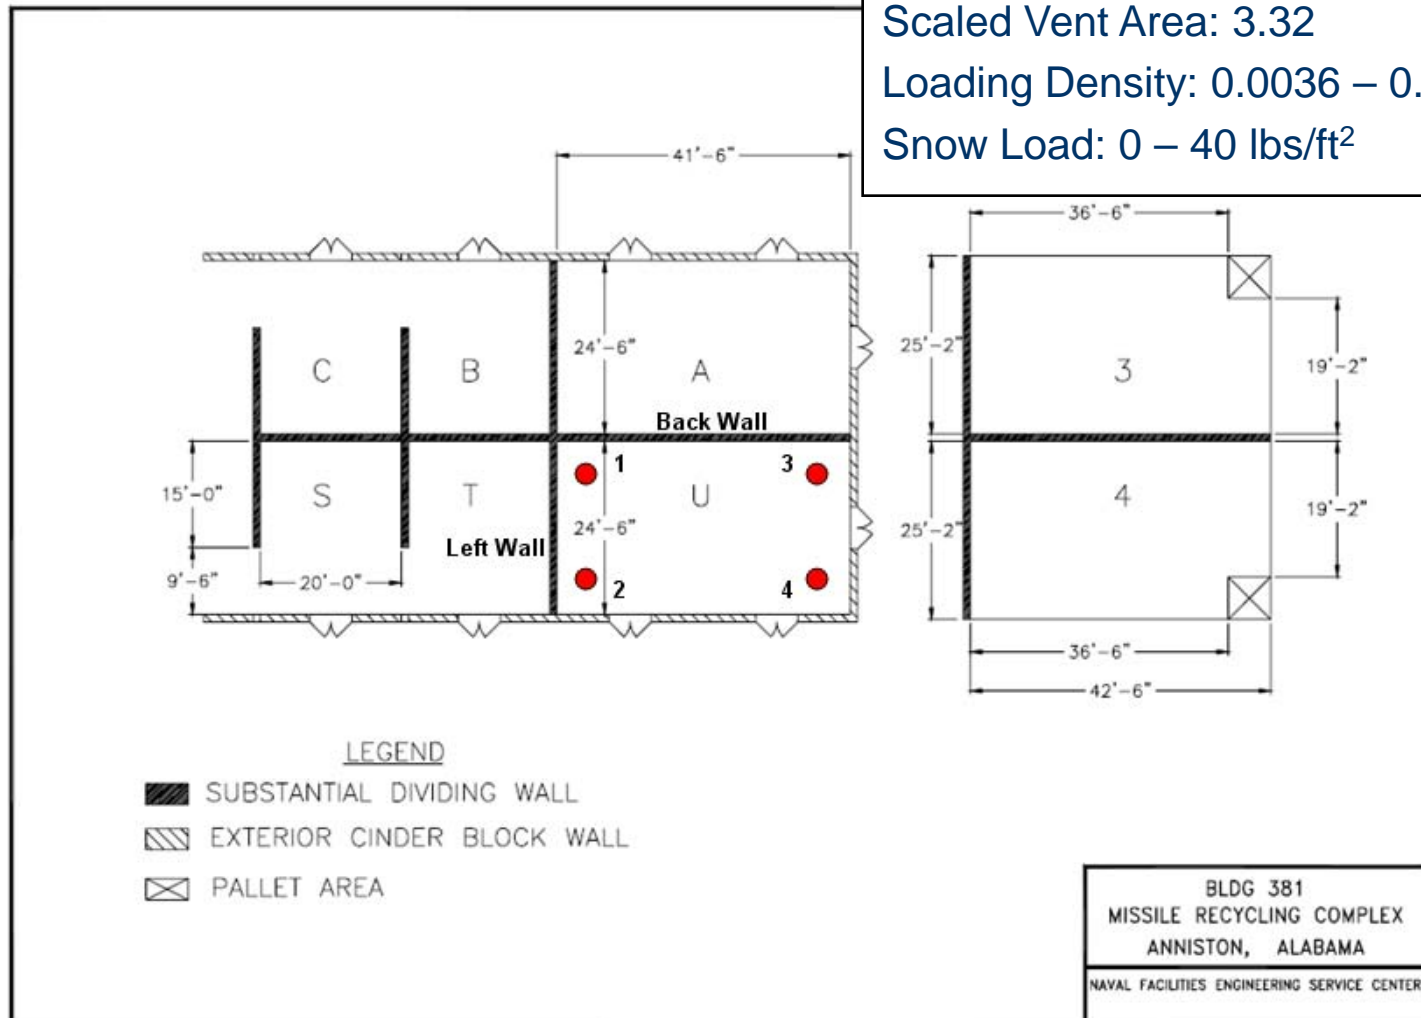 Scaled Vent Area: 3.32
Loading Density: 0.0036 – 0.
Snow Load: 0 – 40 lbs/ft²
41'-6"
36'-6"
24'-6"
25'-2"
C
B
A
3
19'-2"
Back Wall
1
3
15'-0"
S
T
U
4
24'-6"
25'-2"
19'-2"
Left Wall
9'-6"
20'-0"
2
4
36'-6"
42'-6"
LEGEND
SUBSTANTIAL DIVIDING WALL
EXTERIOR CINDER BLOCK WALL
PALLET AREA
BLDG 381
MISSILE RECYCLING COMPLEX
ANNISTON, ALABAMA
NAVAL FACILITIES ENGINEERING SERVICE CENTER